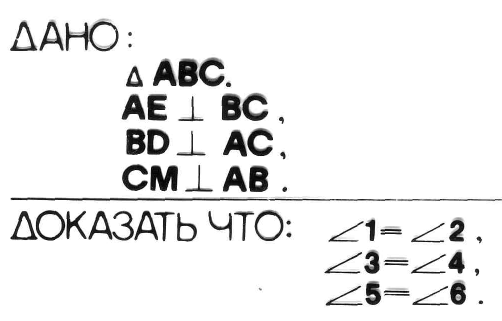 ДАНО:
△ ABC.
AE ⊥ BC,
BD ⊥ AC,
CM ⊥ AB.
ДОКАЗАТЬ ЧТО: ∠1=∠2,
∠3=∠4,
∠5=∠6.